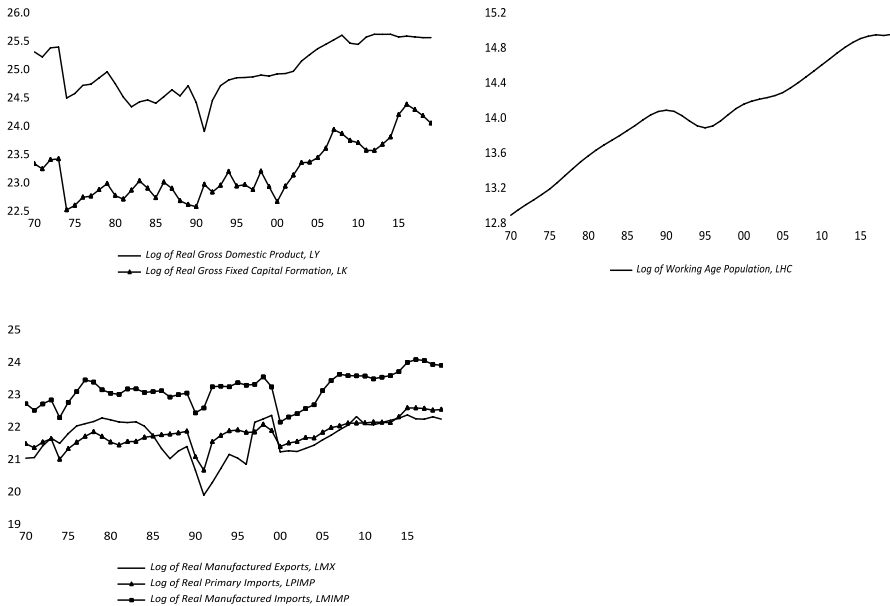 26.0
25.5
25.0
24.5
24.0
23.5
23.0
22.5
70 75 80 85 90 95 00 05 10 15
Log of Real Gross Domestic Product, LY
Log of Real Gross Fixed Capital Formation, LK
15.2
14.8
14.4
14.0
13.6
13.2
12.8
70 75 80 85 90 95 00 05 10 15
Log of Working Age Population, LHC
25
24
23
22
21
20
19
70 75 80 85 90 95 00 05 10 15
Log of Real Manufactured Exports, LMX
Log of Real Primary Imports, LPIMP
Log of Real Manufactured Imports, LMIMP